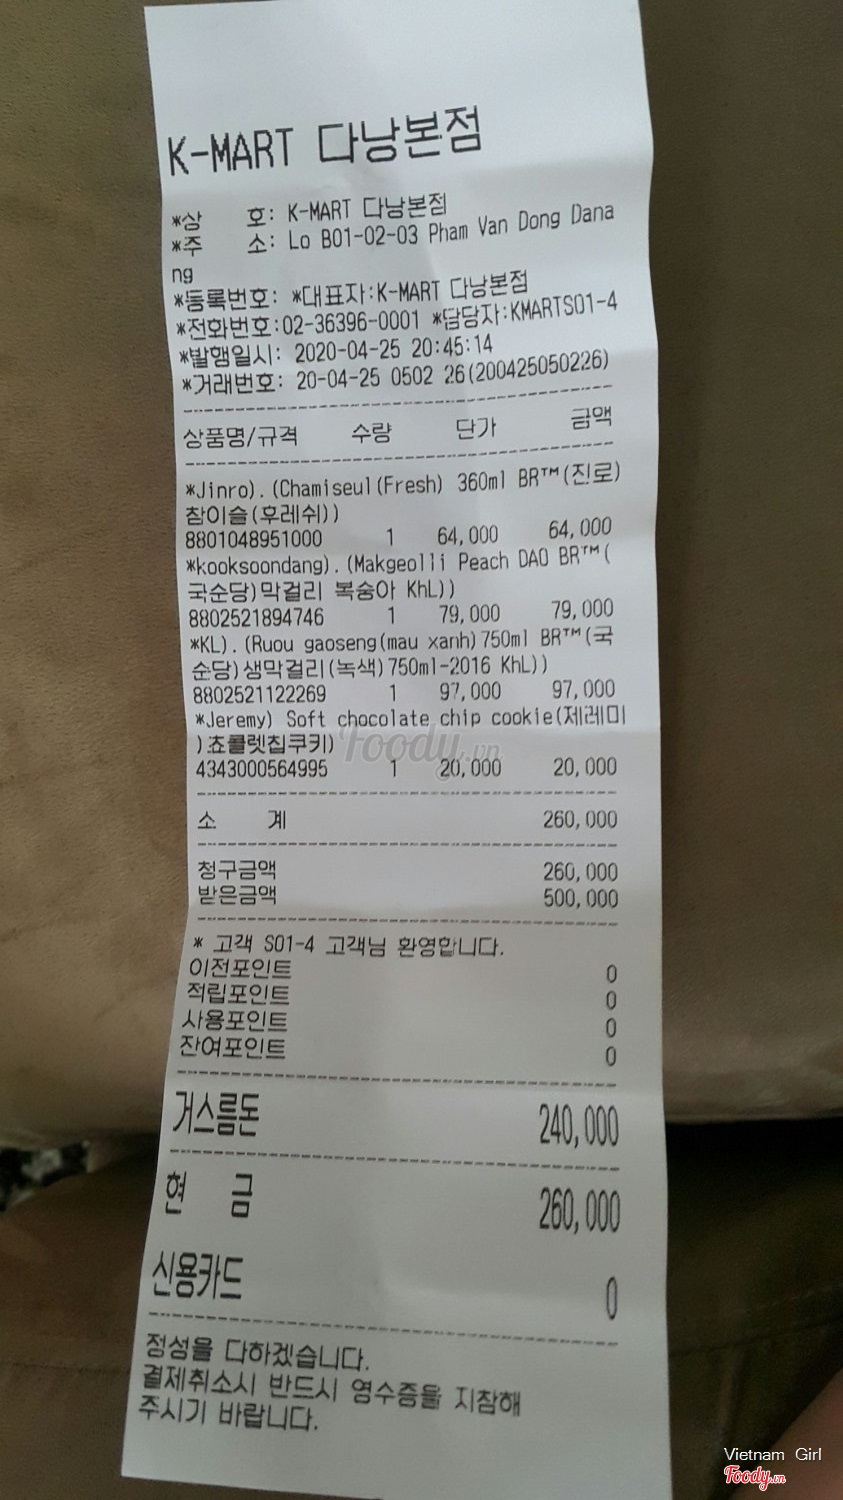 K-MART 다낭본점
*상 호: K-MART 다낭본점
*주 소: Lo B01-02-03 Pham Van Dong Dana
ng
*등록번호: *대표자:K-MART 다낭본점
*전화번호:02-36396-0001 *담당자:KMARTS01-4
*발행일시: 2020-04-25 20:45:14
*거래번호: 20-04-25 0502 26(200425050226)
상품명/규격 수량 단가 금액
*Jinro).(Chamiseul(Fresh) 360ml BR™(진로)
참이슬(후레쉬))
8801048951000 1 64,000 64,000
*kooksoondang).(Makgeolli Peach DAO BR™(
국순당)막걸리 복숭아 KhL))
8802521894746 1 79,000 79,000
*KL).(Ruou gaoseng(mau xanh)750ml BR™(국
순당)생막걸리(녹색)750ml-2016 KhL))
8802521122269 1 97,000 97,000
*Jeremy) Soft chocolate chip cookie(제레미
)쵸콜렛칩쿠키)
4343000564995 1 20,000 20,000
Foody.vn
소 계 260,000
청구금액 260,000
받은금액 500,000
* 고객 S01-4 고객님 환영합니다.
이전포인트 0
적립포인트 0
사용포인트 0
잔여포인트 0
거스름돈 240,000
현 금 260,000
신용카드 0
정성을 다하겠습니다.
결제취소시 반드시 영수증을 지참해
주시기 바랍니다.
Vietnam Girl
Foody.vn